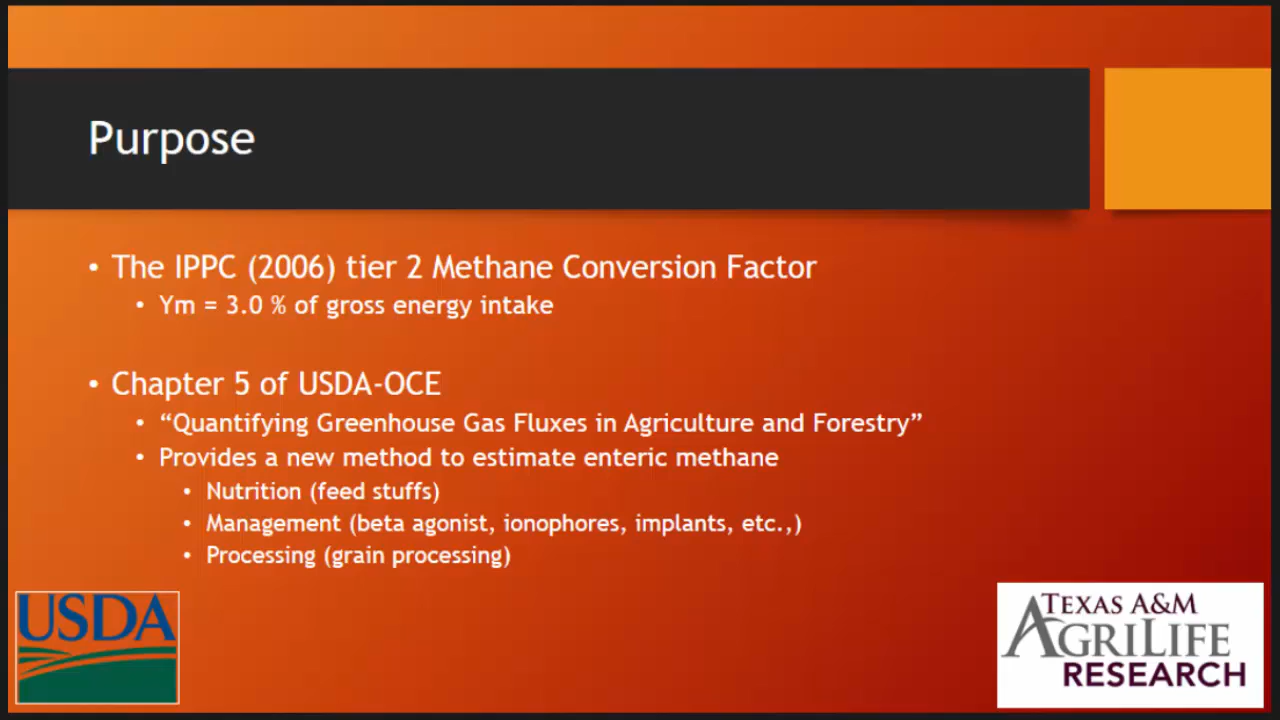 Purpose
• The IPPC (2006) tier 2 Methane Conversion Factor
• Ym = 3.0 % of gross energy intake
• Chapter 5 of USDA-OCE
• “Quantifying Greenhouse Gas Fluxes in Agriculture and Forestry”
• Provides a new method to estimate enteric methane
• Nutrition (feed stuffs)
• Management (beta agonist, ionophores, implants, etc.,)
• Processing (grain processing)
USDA
TEXAS A&M
AGRILIFE
RESEARCH